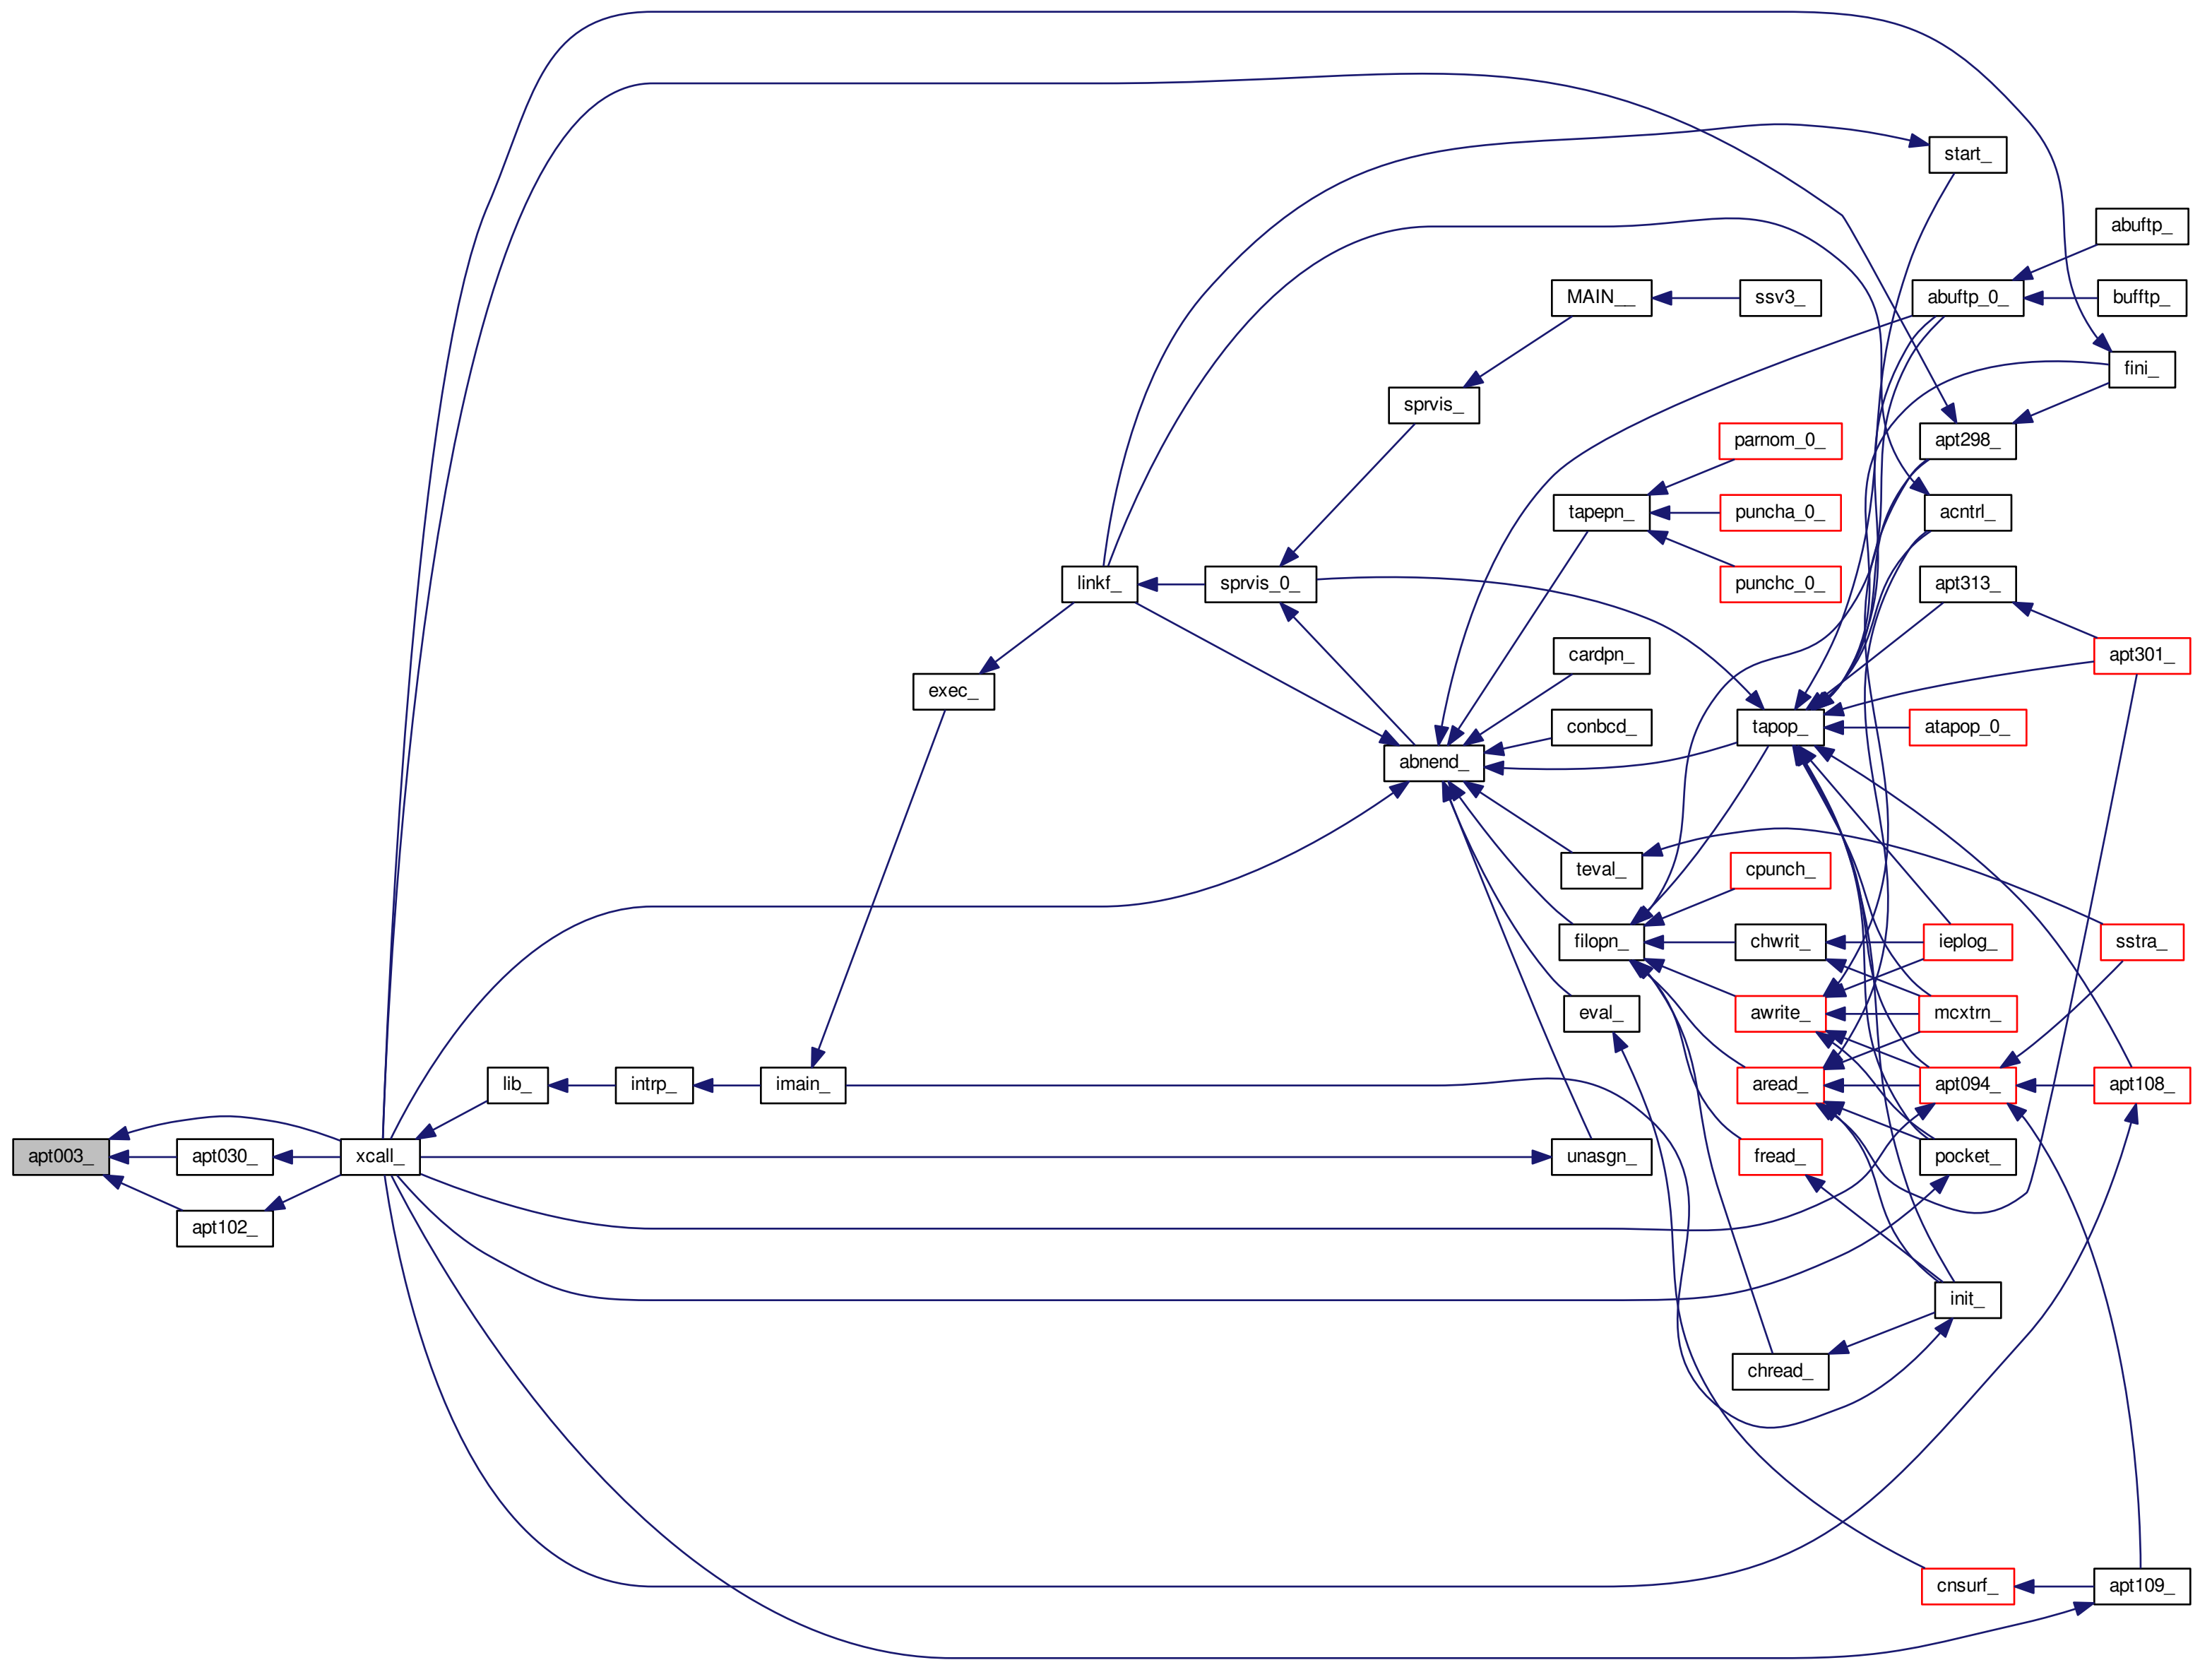 start_
abuftp_
MAIN__
ssv3_
abuftp_0_
bufftp_
fini_
sprvis_
parnom_0_
apt298_
tapepn_
puncha_0_
acntrl_
linkf_
sprvis_0_
punchc_0_
apt313_
cardpn_
apt301_
exec_
conbcd_
tapop_
atapop_0_
abnend_
teval_
cpunch_
filopn_
chwrit_
ieplog_
sstra_
eval_
awrite_
mcxtrn_
lib_
intrp_
imain_
aread_
apt094_
apt108_
apt003_
apt030_
xcall_
unasgn_
fread_
pocket_
apt102_
init_
chread_
cnsurf_
apt109_